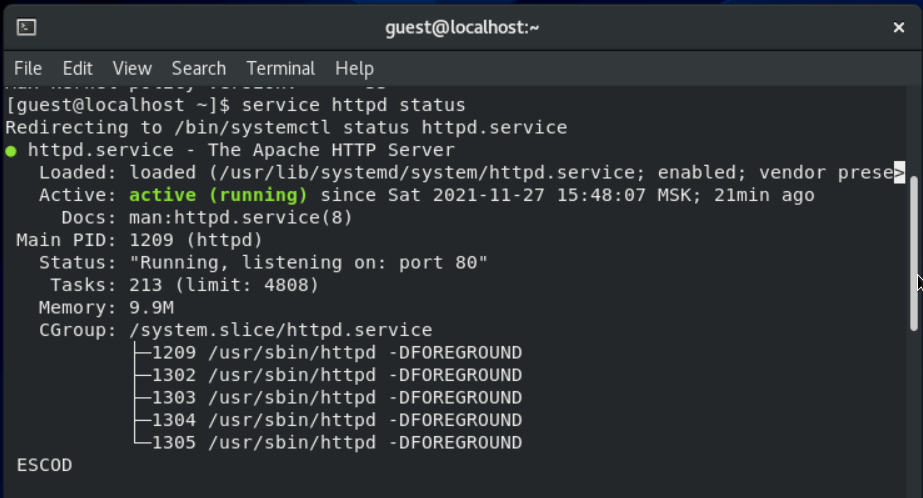 guest@localhost:~
File Edit View Search Terminal Help
[guest@localhost ~]$ service httpd status
Redirecting to /bin/systemctl status httpd.service
● httpd.service - The Apache HTTP Server
   Loaded: loaded (/usr/lib/systemd/system/httpd.service; enabled; vendor prese>
   Active: active (running) since Sat 2021-11-27 15:48:07 MSK; 21min ago
     Docs: man:httpd.service(8)
 Main PID: 1209 (httpd)
   Status: "Running, listening on: port 80"
    Tasks: 213 (limit: 4808)
   Memory: 9.9M
   CGroup: /system.slice/httpd.service
           ├─1209 /usr/sbin/httpd -DFOREGROUND
           ├─1302 /usr/sbin/httpd -DFOREGROUND
           ├─1303 /usr/sbin/httpd -DFOREGROUND
           ├─1304 /usr/sbin/httpd -DFOREGROUND
           └─1305 /usr/sbin/httpd -DFOREGROUND
 ESCOD